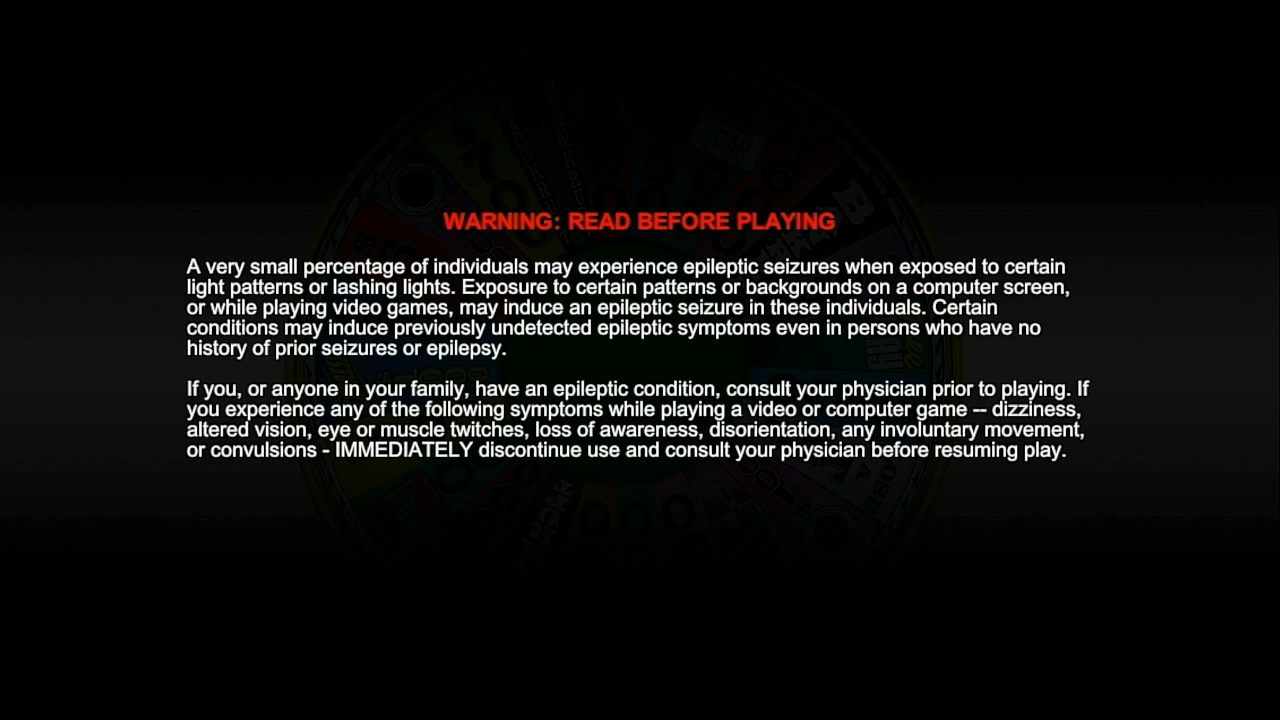 WARNING: READ BEFORE PLAYING
A very small percentage of individuals may experience epileptic seizures when exposed to certain
light patterns or lashing lights. Exposure to certain patterns or backgrounds on a computer screen,
or while playing video games, may induce an epileptic seizure in these individuals. Certain
conditions may induce previously undetected epileptic symptoms even in persons who have no
history of prior seizures or epilepsy.
If you, or anyone in your family, have an epileptic condition, consult your physician prior to playing. If
you experience any of the following symptoms while playing a video or computer game -- dizziness,
altered vision, eye or muscle twitches, loss of awareness, disorientation, any involuntary movement,
or convulsions - IMMEDIATELY discontinue use and consult your physician before resuming play.